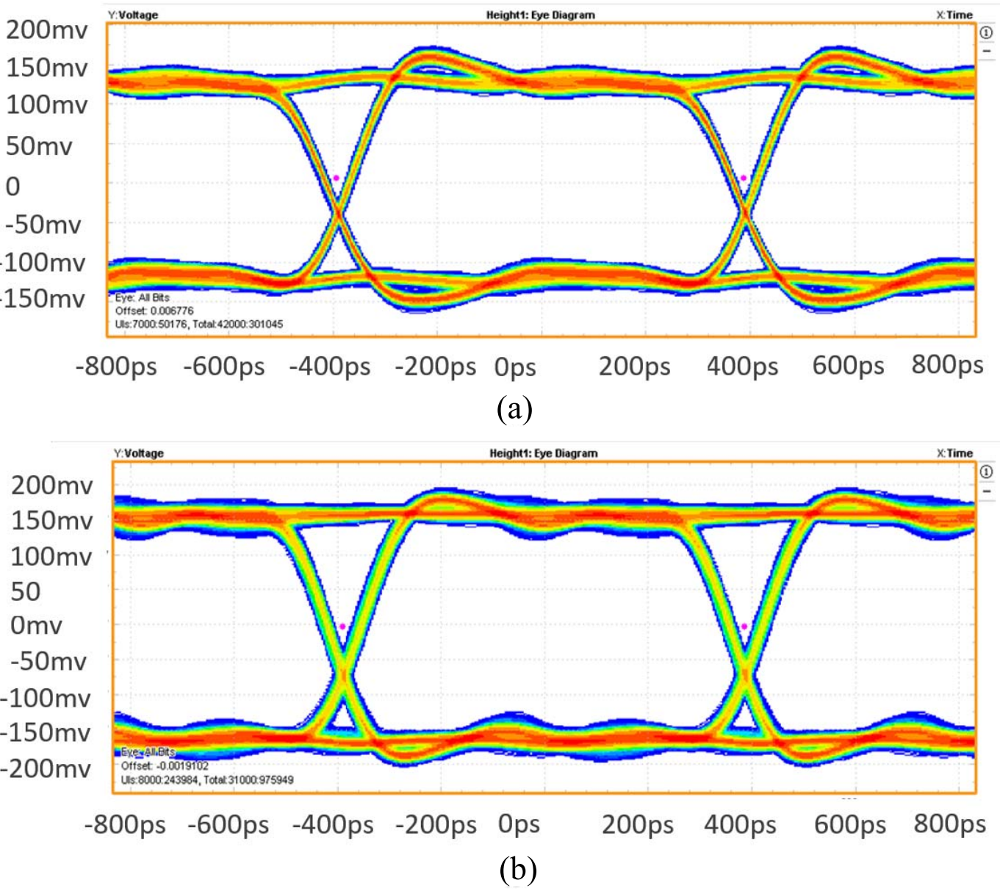 Y:Voltage Height1: Eye Diagram X:Time
200mv
150mv
100mv
50mv
0
-50mv
-100mv
-150mv
Eye: All Bits
Offset: 0.006776
UIs:7000:50176, Total:42000:301045
-800ps -600ps -400ps -200ps 0ps 200ps 400ps 600ps 800ps
(a)
Y:Voltage Height1: Eye Diagram X:Time
200mv
150mv
100mv
50
0mv
-50mv
-100mv
-150mv
-200mv
Eye: All Bits
Offset: -0.0019102
UIs:8000:243984, Total:31000:975949
-800ps -600ps -400ps -200ps 0ps 200ps 400ps 600ps 800ps
(b)